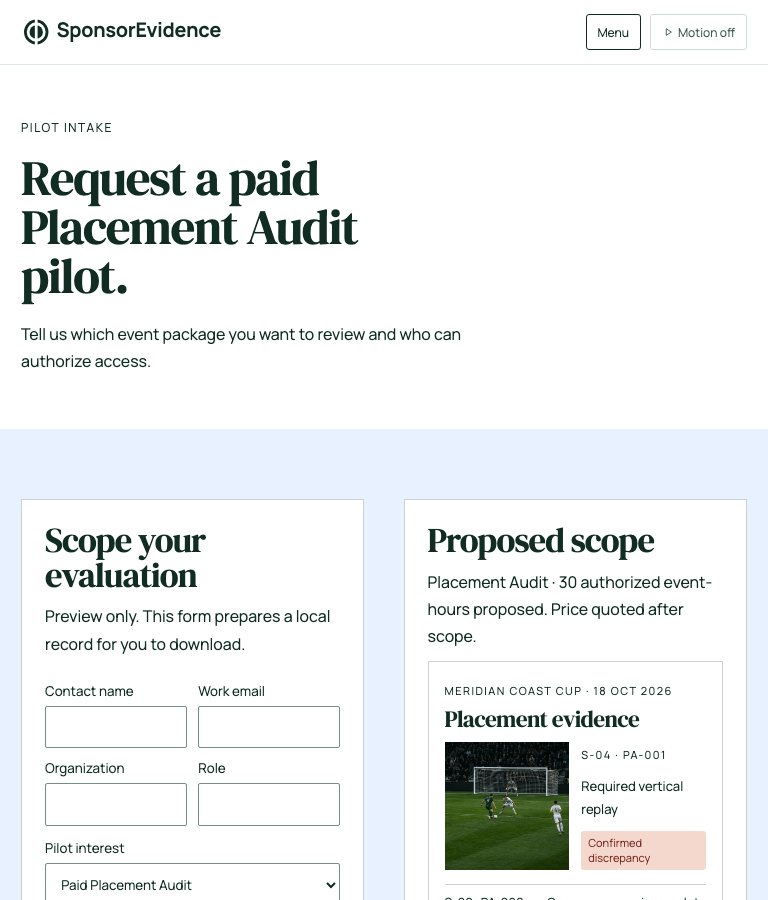 SponsorEvidence
Menu
Motion off
PILOT INTAKE
Request a paid
Placement Audit
pilot.
Tell us which event package you want to review and who can
authorize access.
Scope your
evaluation
Preview only. This form prepares a local
record for you to download.
Contact name
Work email
Organization
Role
Pilot interest
Paid Placement Audit
Proposed scope
Placement Audit · 30 authorized event-
hours proposed. Price quoted after
scope.
MERIDIAN COAST CUP · 18 OCT 2026
Placement evidence
S-04 · PA-001
Required vertical
replay
Confirmed
discrepancy